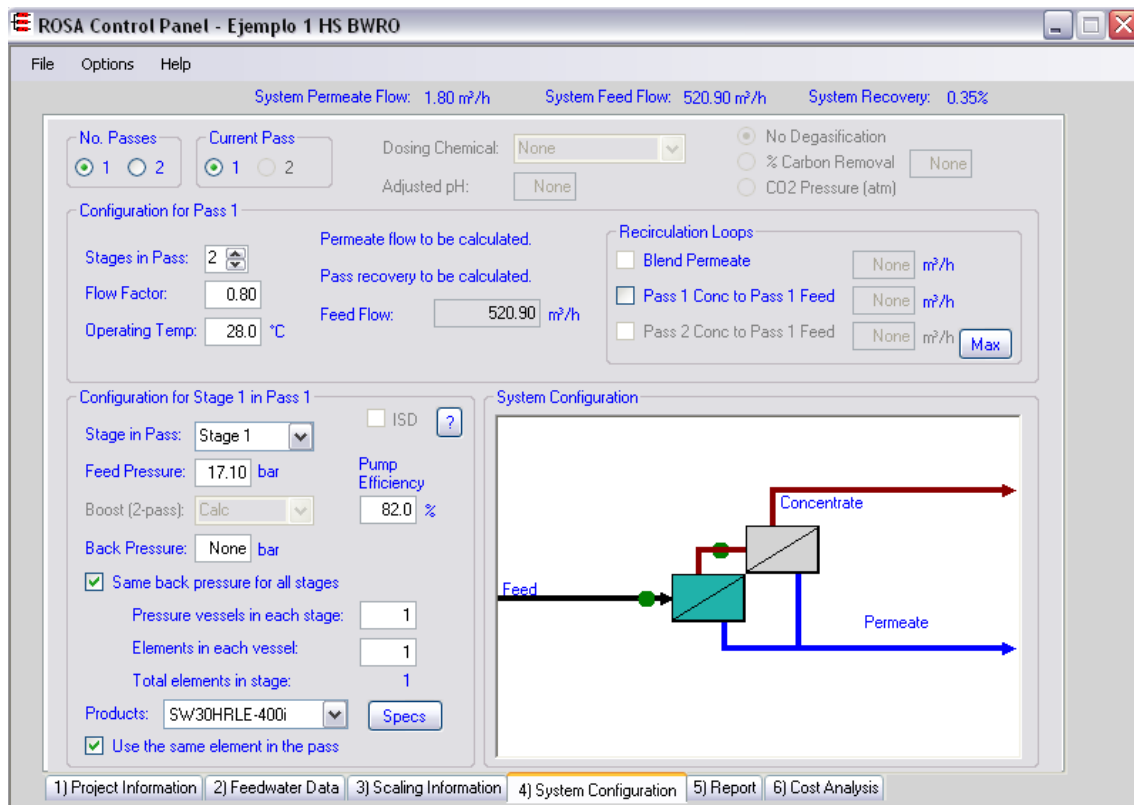 ROSA Control Panel - Ejemplo 1 HS BWRO
File Options Help
System Permeate Flow: 1.80 m³/h System Feed Flow: 520.90 m³/h System Recovery: 0.35%
No. Passes
1 2
Current Pass
1 2
Dosing Chemical: None
Adjusted pH: None
No Degasification
% Carbon Removal None
CO2 Pressure (atm)
Configuration for Pass 1
Stages in Pass: 2
Flow Factor: 0.80
Operating Temp: 28.0 °C
Permeate flow to be calculated.
Pass recovery to be calculated.
Feed Flow: 520.90 m³/h
Recirculation Loops
Blend Permeate None m³/h
Pass 1 Conc to Pass 1 Feed None m³/h
Pass 2 Conc to Pass 1 Feed None m³/h Max
Configuration for Stage 1 in Pass 1
ISD ?
Stage in Pass: Stage 1
Feed Pressure: 17.10 bar
Pump
Efficiency
82.0 %
Boost (2-pass): Calc
Back Pressure: None bar
Same back pressure for all stages
Pressure vessels in each stage: 1
Elements in each vessel: 1
Total elements in stage: 1
Products: SW30HRLE-400i Specs
Use the same element in the pass
System Configuration
Concentrate
Feed
Permeate
1) Project Information 2) Feedwater Data 3) Scaling Information 4) System Configuration 5) Report 6) Cost Analysis